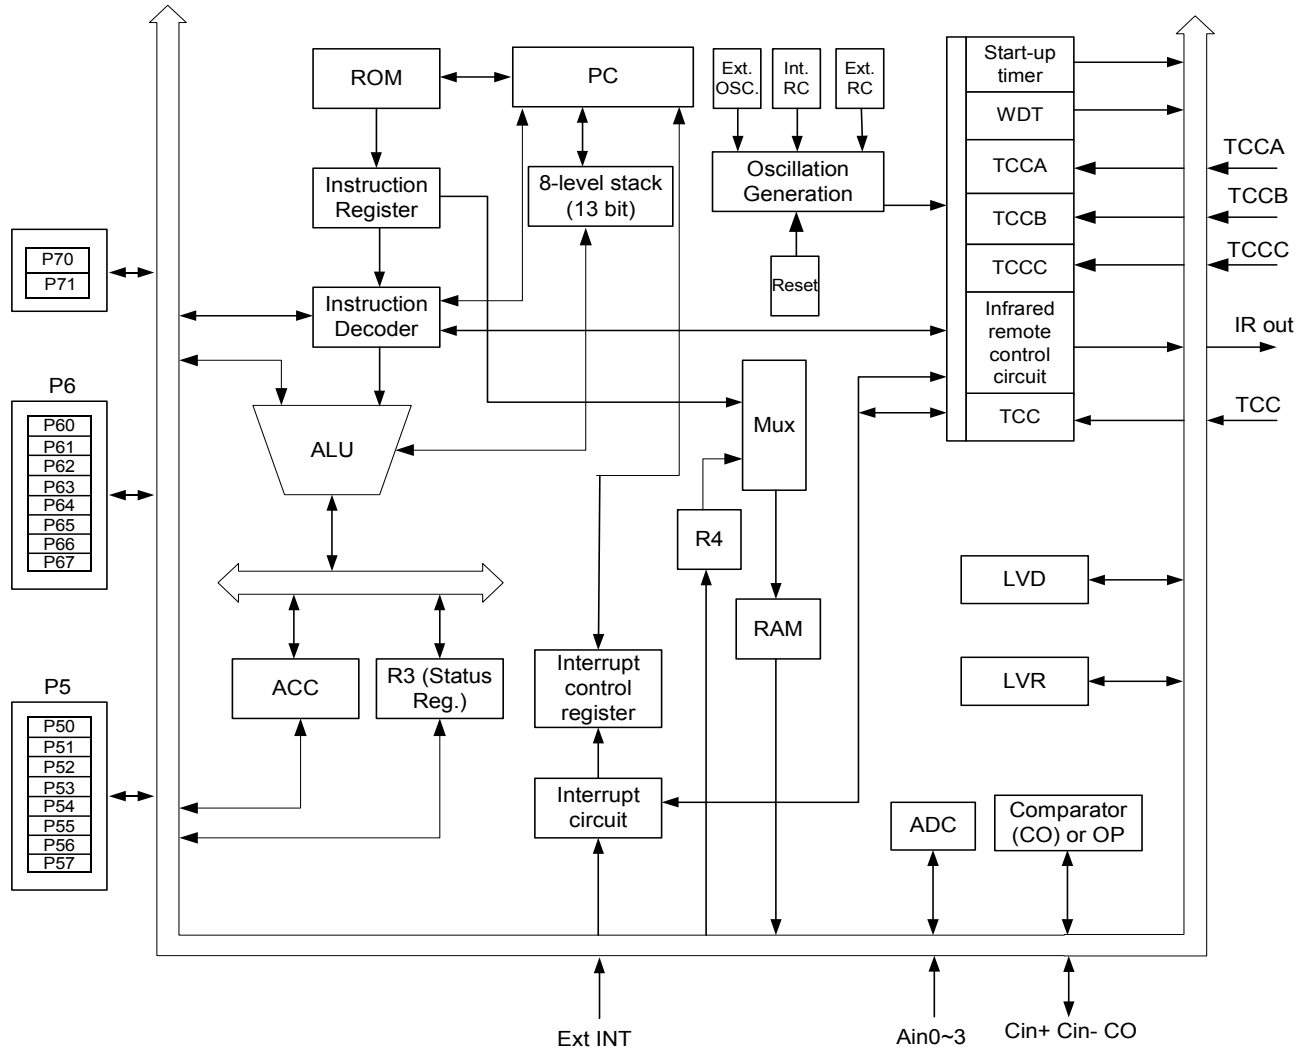 ROM
PC
Ext.
OSC.
Int.
RC
Ext.
RC
Start-up
timer
WDT
TCCA
TCCB
TCCC
Infrared
remote
control
circuit
TCC
TCCA
TCCB
TCCC
IR out
TCC
Instruction
Register
8-level stack
(13 bit)
Oscillation
Generation
Reset
P70
P71
Instruction
Decoder
P6
P60
P61
P62
P63
P64
P65
P66
P67
ALU
Mux
R4
RAM
LVD
LVR
ACC
R3 (Status
Reg.)
Interrupt
control
register
P5
P50
P51
P52
P53
P54
P55
P56
P57
Interrupt
circuit
ADC
Comparator
(CO) or OP
Ext INT
Ain0~3
Cin+ Cin- CO